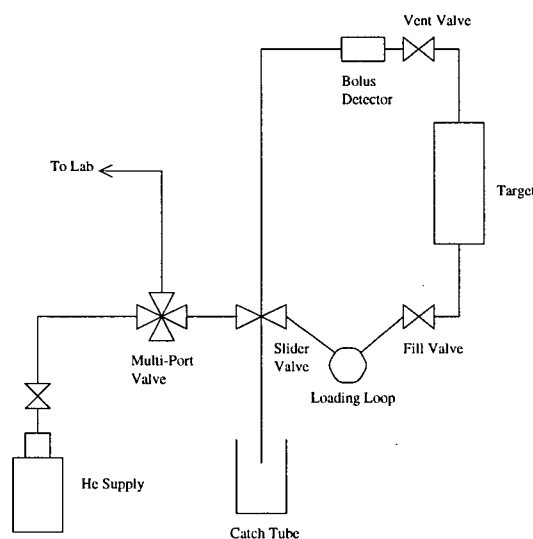 Vent Valve
Bolus
Detector
To Lab
Target
Multi-Port
Valve
Slider
Valve
Fill Valve
Loading Loop
He Supply
Catch Tube